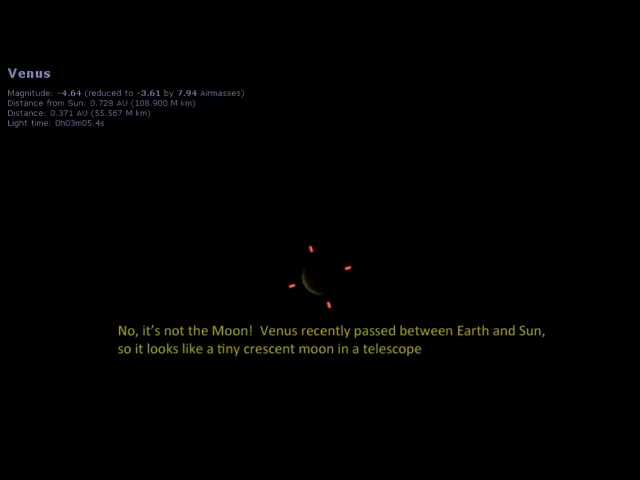 Venus
Magnitude: -4.64 (reduced to -3.61 by 7.94 Airmasses)
Distance from Sun: 0.728 AU (108.900 M km)
Distance: 0.371 AU (55.567 M km)
Light time: 0h03m05.4s
No, it's not the Moon!  Venus recently passed between Earth and Sun,
so it looks like a tiny crescent moon in a telescope